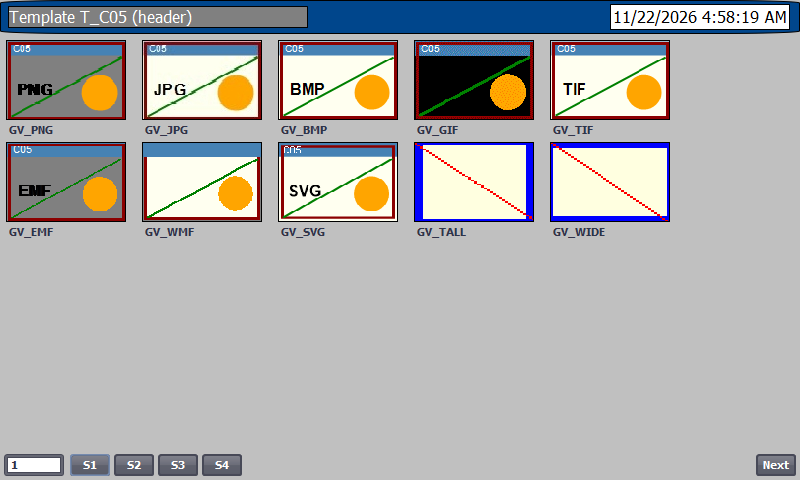 Template T_C05 (header)
11/22/2026 4:58:19 AM
C05
PNG
GV_PNG
C05
JPG
GV_JPG
C05
BMP
GV_BMP
C05
GV_GIF
C05
TIF
GV_TIF
C05
EMF
GV_EMF
GV_WMF
C05
SVG
GV_SVG
GV_TALL
GV_WIDE
1
S1
S2
S3
S4
Next